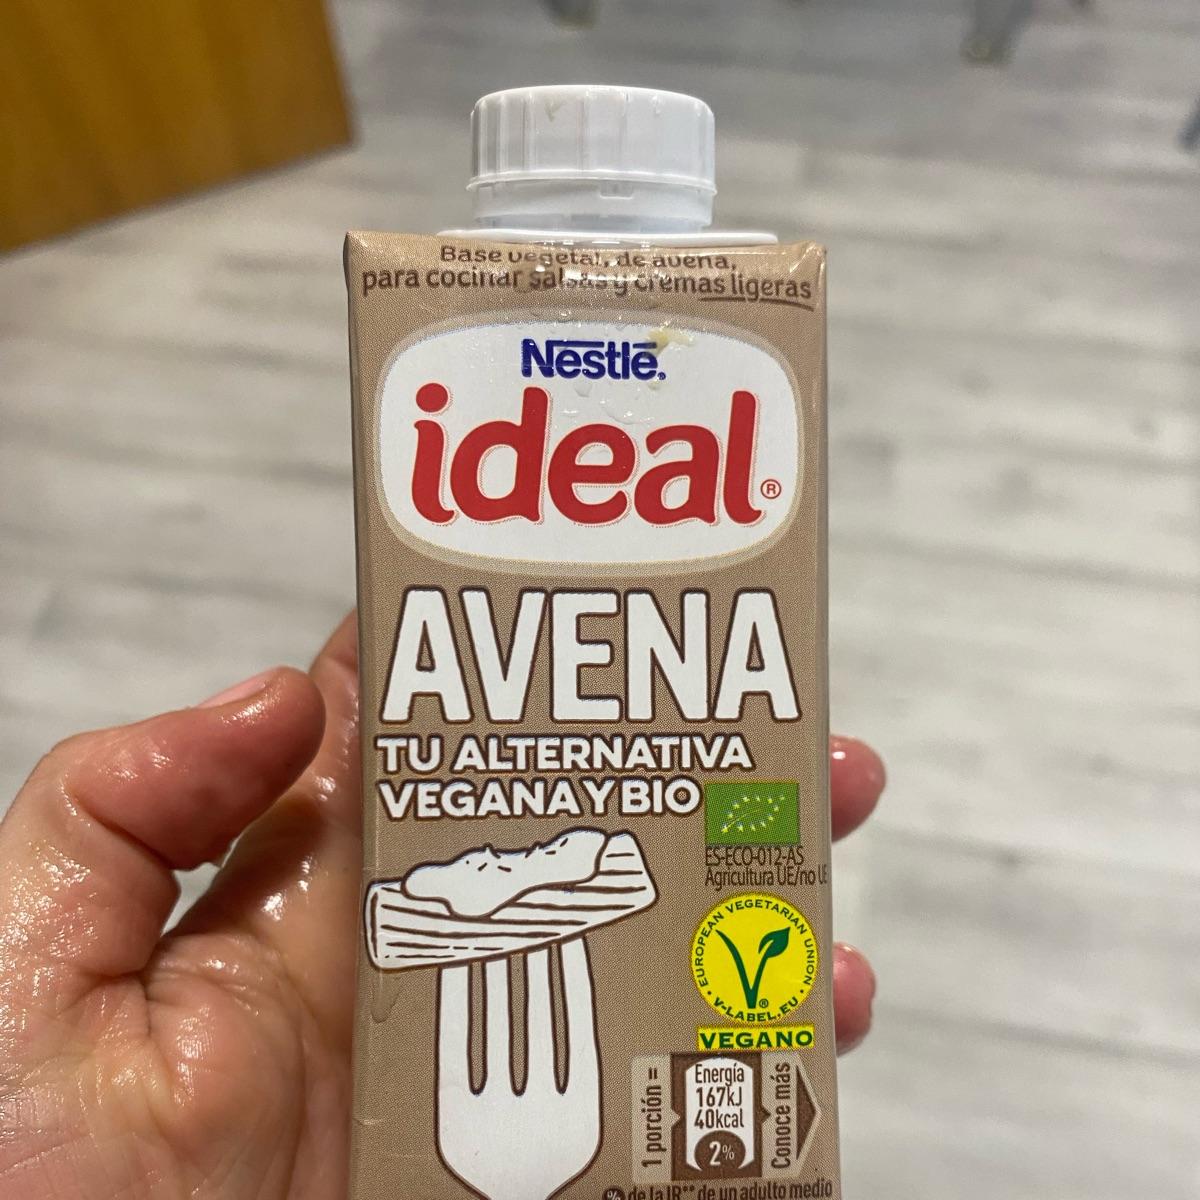 Base vegetal, de avena,
para cocinar salsas y cremas ligeras
Nestlé®
ideal®
AVENA
TU ALTERNATIVA
VEGANA Y BIO
ES-ECO-012-AS
Agricultura UE/no UE
• EUROPEAN VEGETARIAN UNION •
V-LABEL.EU
®
VEGANO
1 porción =
Energía
167kJ
40kcal
2%
Conoce más
% de la IR** de un adulto medio